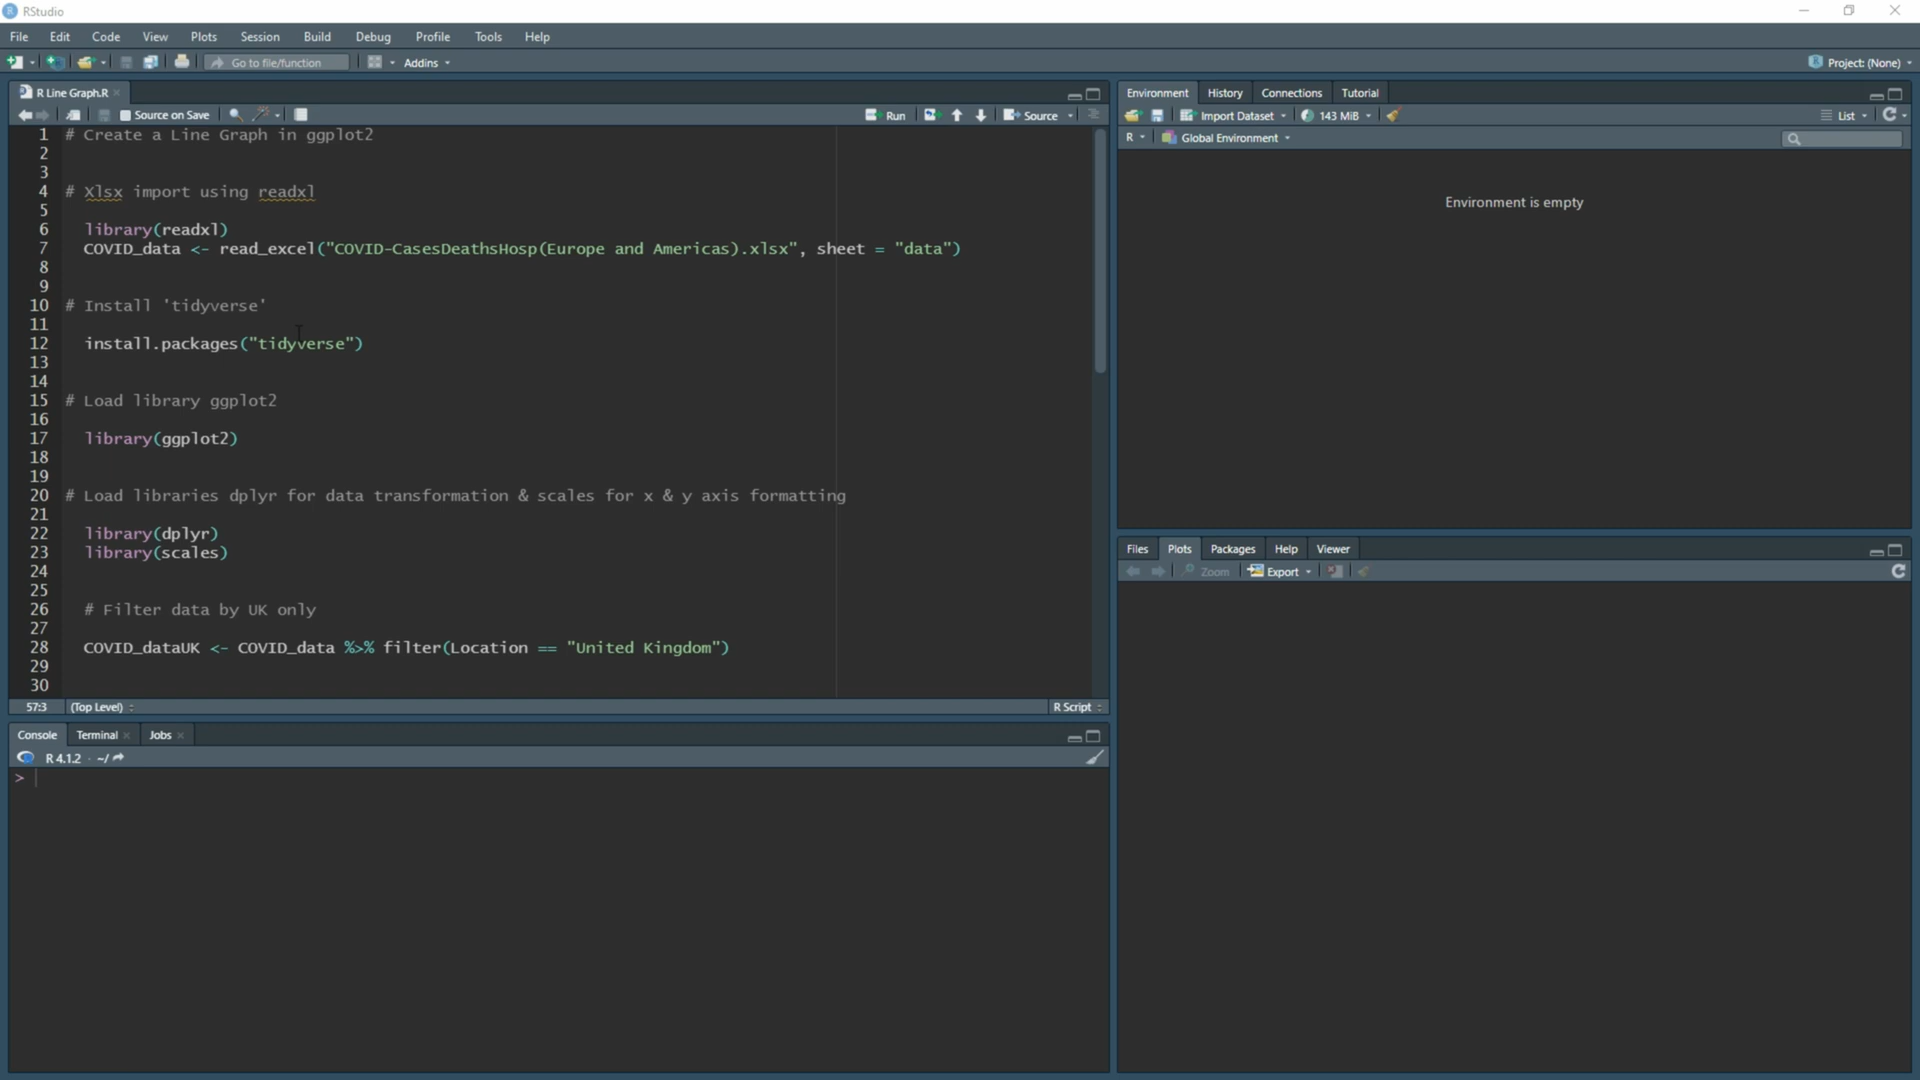 RStudio
File Edit Code View Plots Session Build Debug Profile Tools Help
Go to file/function Addins Project: (None)
R Line Graph.R
Source on Save Run Source
1 # Create a Line Graph in ggplot2
2
3
4 # Xlsx import using readxl
5
6 library(readxl)
7 COVID_data <- read_excel("COVID-CasesDeathsHosp(Europe and Americas).xlsx", sheet = "data")
8
9
10 # Install 'tidyverse'
11
12 install.packages("tidyverse")
13
14
15 # Load library ggplot2
16
17 library(ggplot2)
18
19
20 # Load libraries dplyr for data transformation & scales for x & y axis formatting
21
22 library(dplyr)
23 library(scales)
24
25
26 # Filter data by UK only
27
28 COVID_dataUK <- COVID_data %>% filter(Location == "United Kingdom")
29
30
57:3 (Top Level) R Script
Console Terminal Jobs
R 4.1.2 · ~/
>
Environment History Connections Tutorial
Import Dataset 143 MiB List
R Global Environment
Environment is empty
Files Plots Packages Help Viewer
Zoom Export